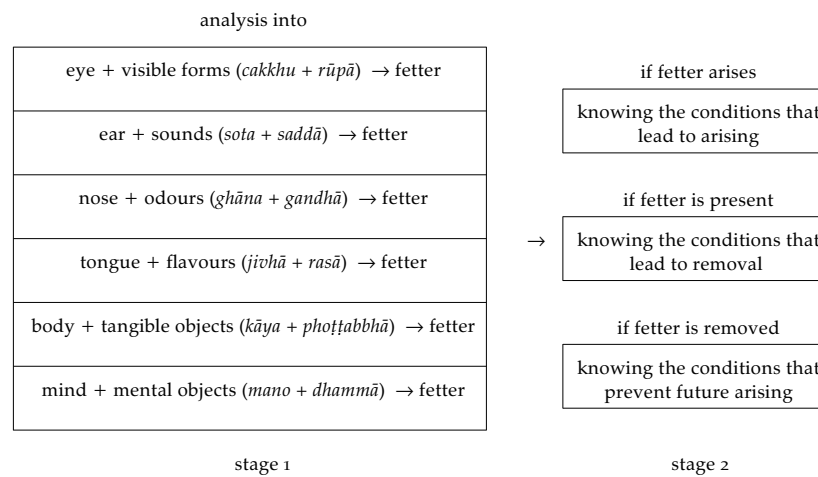 analysis into
eye + visible forms (cakkhu + rūpā) → fetter
ear + sounds (sota + saddā) → fetter
nose + odours (ghāna + gandhā) → fetter
tongue + flavours (jivhā + rasā) → fetter
body + tangible objects (kāya + phoṭṭabbhā) → fetter
mind + mental objects (mano + dhammā) → fetter
stage 1
→
if fetter arises
knowing the conditions that
lead to arising
if fetter is present
knowing the conditions that
lead to removal
if fetter is removed
knowing the conditions that
prevent future arising
stage 2